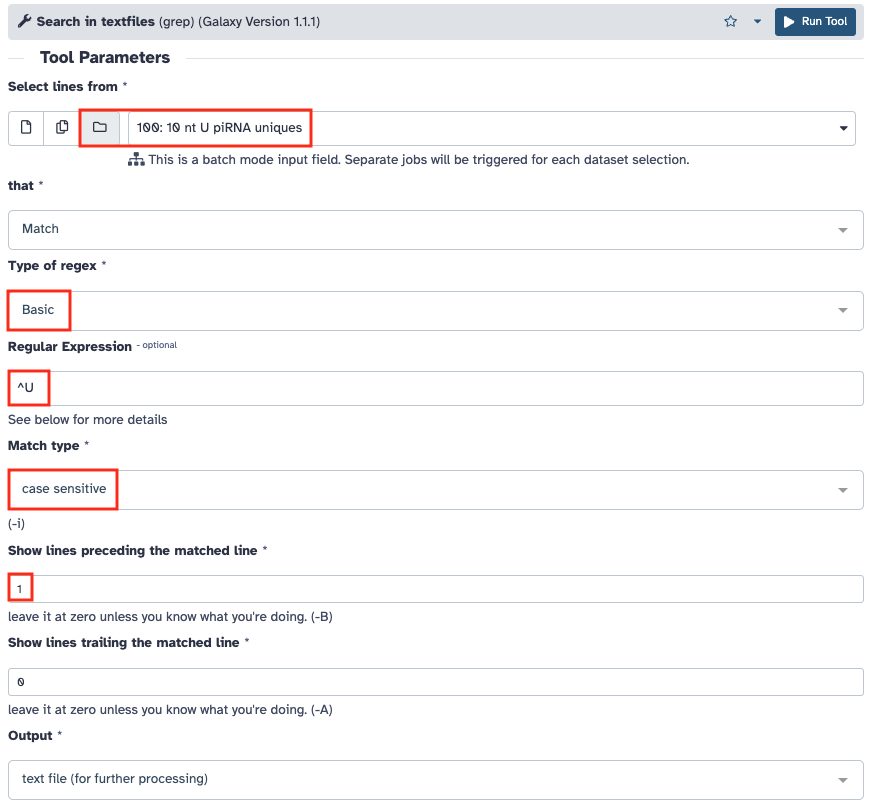 Search in textfiles (grep) (Galaxy Version 1.1.1)
Run Tool
Tool Parameters
Select lines from *
100: 10 nt U piRNA uniques
This is a batch mode input field. Separate jobs will be triggered for each dataset selection.
that *
Match
Type of regex *
Basic
Regular Expression - optional
^U
See below for more details
Match type *
case sensitive
(-i)
Show lines preceding the matched line *
1
leave it at zero unless you know what you're doing. (-B)
Show lines trailing the matched line *
0
leave it at zero unless you know what you're doing. (-A)
Output *
text file (for further processing)